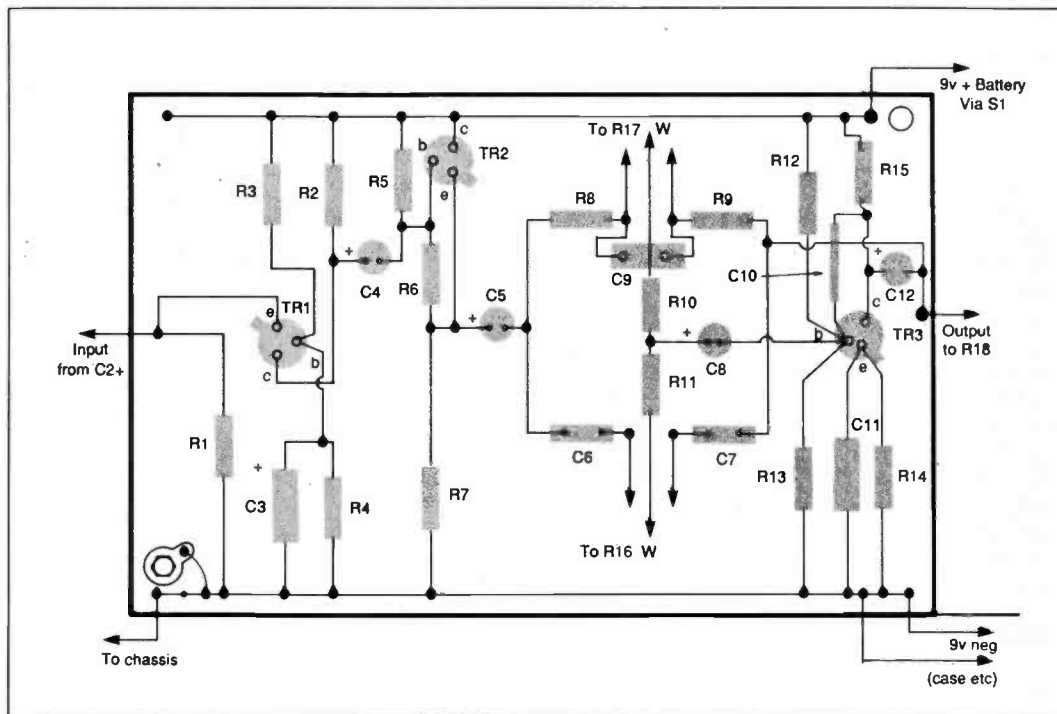 9v + Battery
Via S1
To R17 W
c
b
TR2
e
R3
R2
R5
R12
R15
R8
R9
+
C4
R6
C10
+
C12
C9
C5
+
e
TR1
b
c
R10
+
C8
c
b
TR3
e
Input
from C2+
Output
to R18
R11
R1
C6
C7
C11
+
C3
R4
R7
R13
R14
To R16 W
To chassis
9v neg
(case etc)